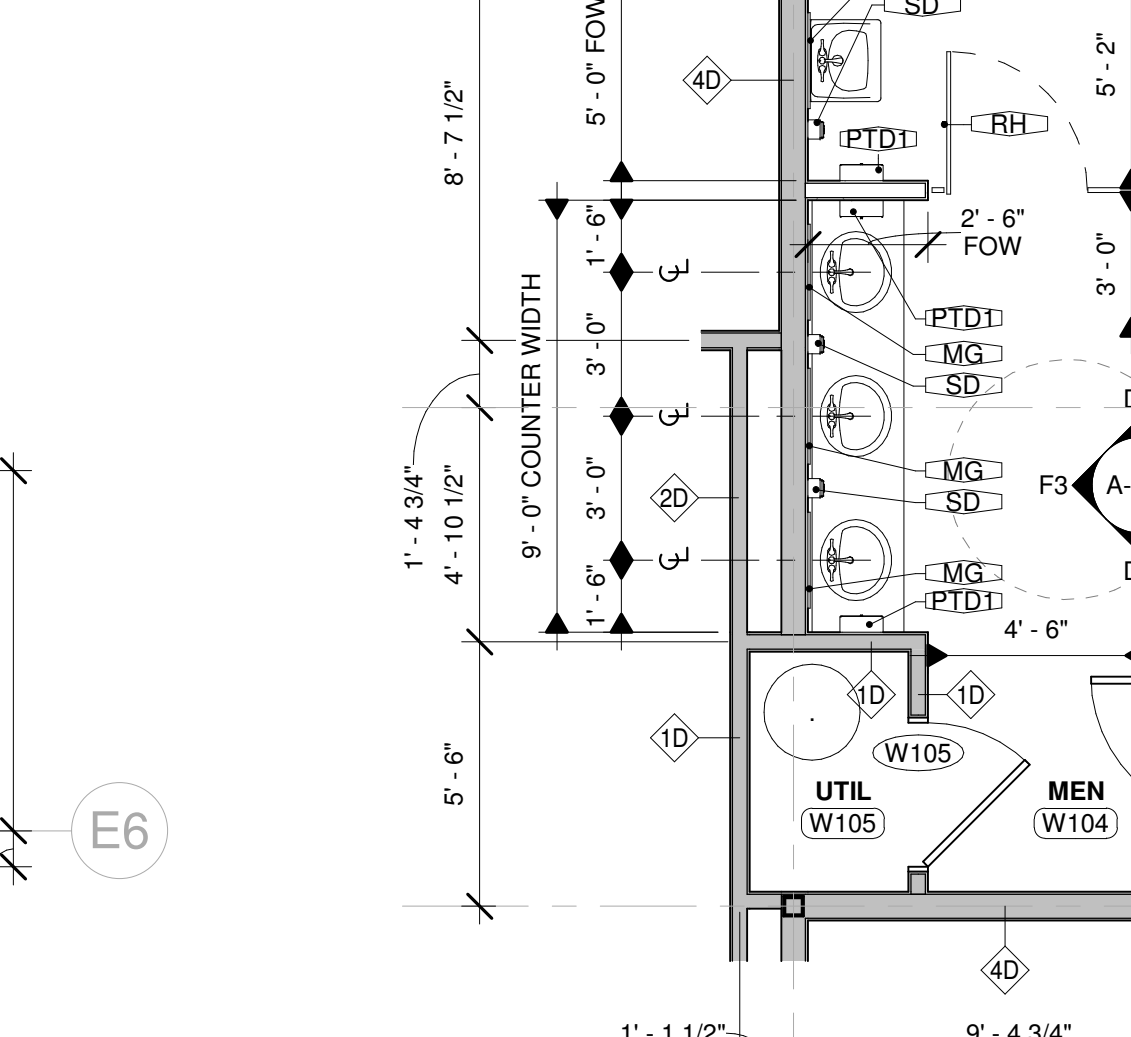 SD
5' - 0" FOW
5' - 2"
8' - 7 1/2"
4D
RH
PTD1
2' - 6"
FOW
1' - 6"
3' - 0"
CL
9' - 0" COUNTER WIDTH
3' - 0"
PTD1
MG
SD
CL
1' - 4 3/4"
4' - 10 1/2"
3' - 0"
2D
MG
SD
F3
A-
CL
1' - 6"
MG
PTD1
4' - 6"
1D
1D
1D
W105
5' - 6"
UTIL
W105
MEN
W104
E6
4D
1' - 1 1/2"
9' - 4 3/4"